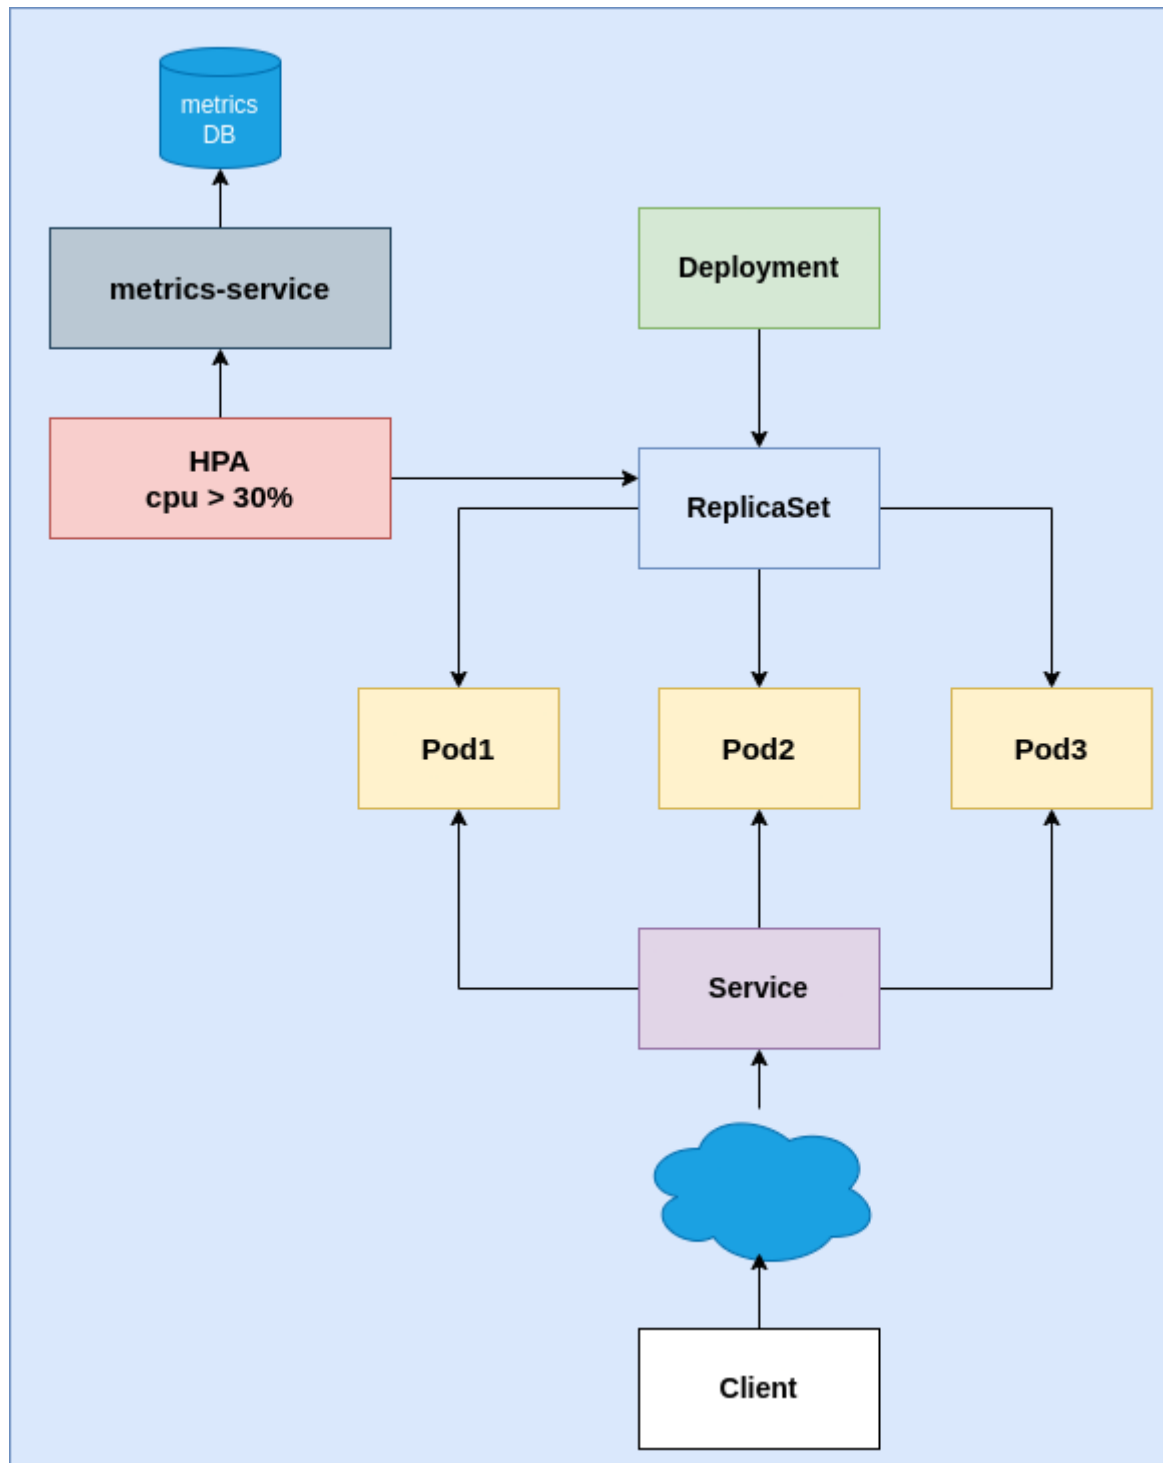 metrics
DB
metrics-service
Deployment
HPA
cpu > 30%
ReplicaSet
Pod1
Pod2
Pod3
Service
Client